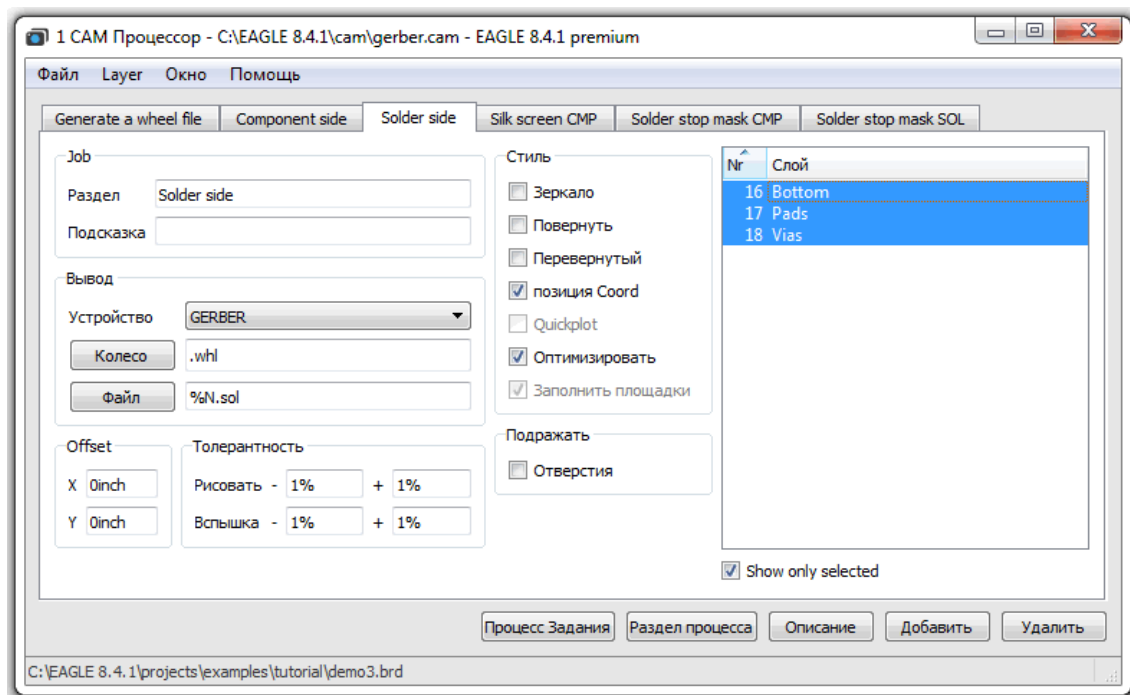 1 CAM Процессор - C:\EAGLE 8.4.1\cam\gerber.cam - EAGLE 8.4.1 premium
Файл Layer Окно Помощь
Generate a wheel file Component side Solder side Silk screen CMP Solder stop mask CMP Solder stop mask SOL
Job
Раздел Solder side
Подсказка
Вывод
Устройство GERBER
Колесо .whl
Файл %N.sol
Offset
X 0inch
Y 0inch
Толерантность
Рисовать - 1% + 1%
Вспышка - 1% + 1%
Стиль
Зеркало
Повернуть
Перевернутый
позиция Coord
Quickplot
Оптимизировать
Заполнить площадки
Подражать
Отверстия
Nr Слой
16 Bottom
17 Pads
18 Vias
Show only selected
Процесс Задания Раздел процесса Описание Добавить Удалить
C:\EAGLE 8.4.1\projects\examples\tutorial\demo3.brd